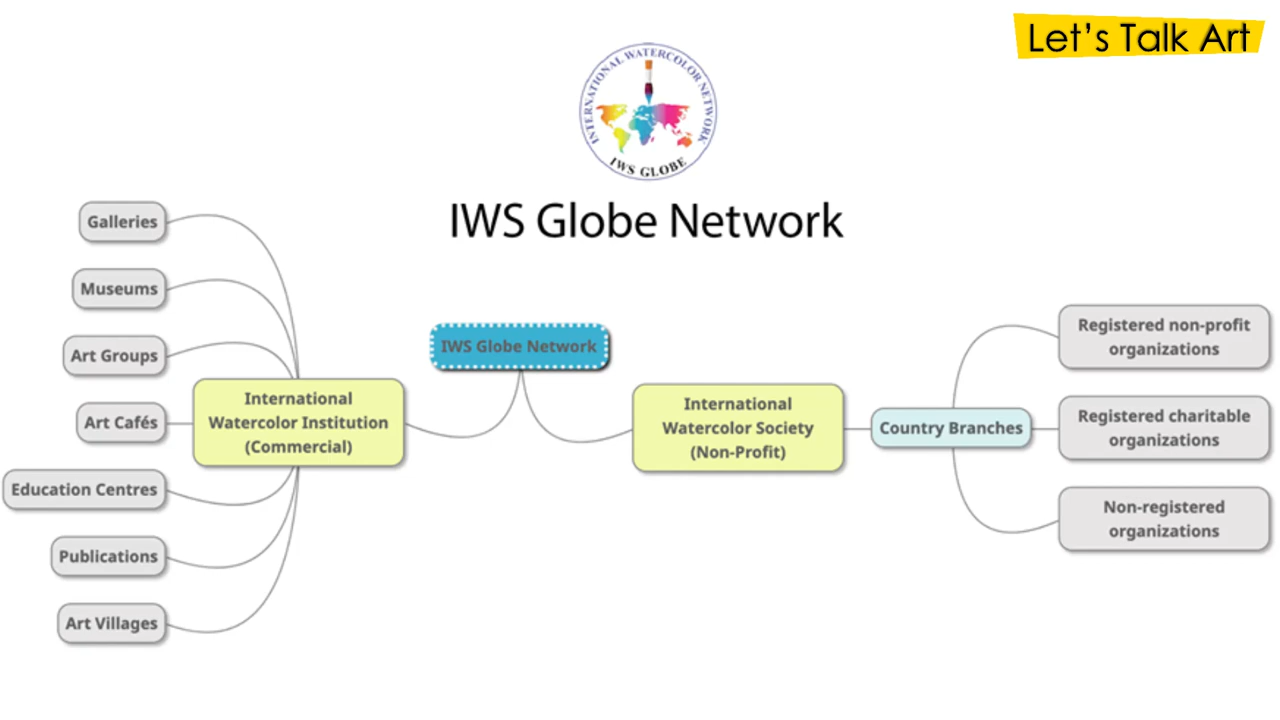 Let's Talk Art
INTERNATIONAL WATERCOLOR NETWORK
IWS GLOBE
IWS Globe Network
Galleries
Museums
Art Groups
Art Cafés
Education Centres
Publications
Art Villages
International
Watercolor Institution
(Commercial)
IWS Globe Network
International
Watercolor Society
(Non-Profit)
Country Branches
Registered non-profit
organizations
Registered charitable
organizations
Non-registered
organizations